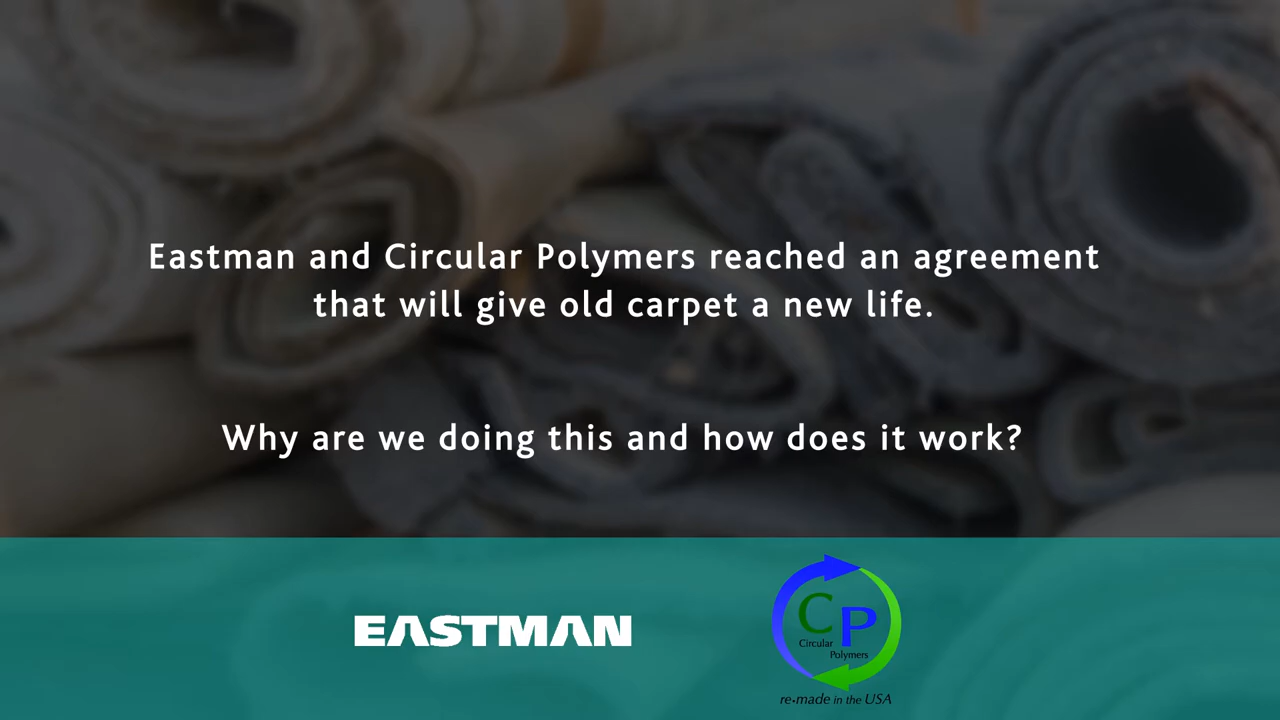 Eastman and Circular Polymers reached an agreement
that will give old carpet a new life.
Why are we doing this and how does it work?
EASTMAN
CP
Circular
Polymers
re•made in the USA